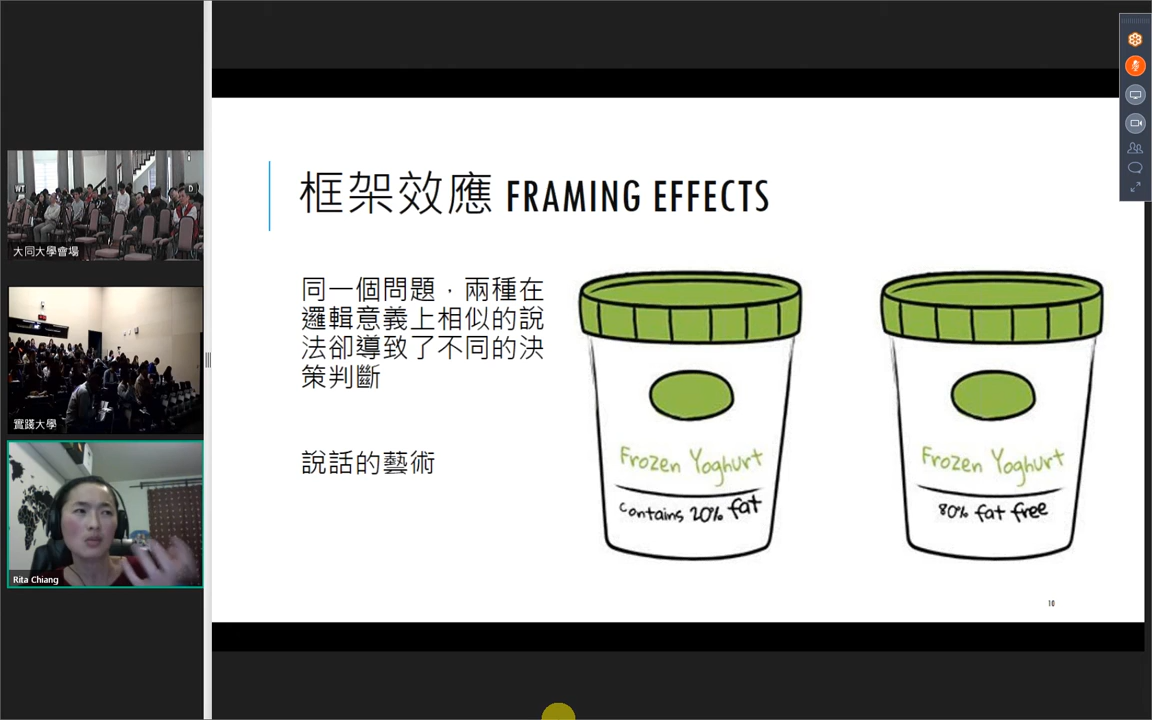 WT
D
大同大學會場
實踐大學
Rita Chiang
框架效應 FRAMING EFFECTS
同一個問題，兩種在
邏輯意義上相似的說
法卻導致了不同的決
策判斷
說話的藝術
Frozen Yoghurt
contains 20% fat
Frozen Yoghurt
80% fat free
10